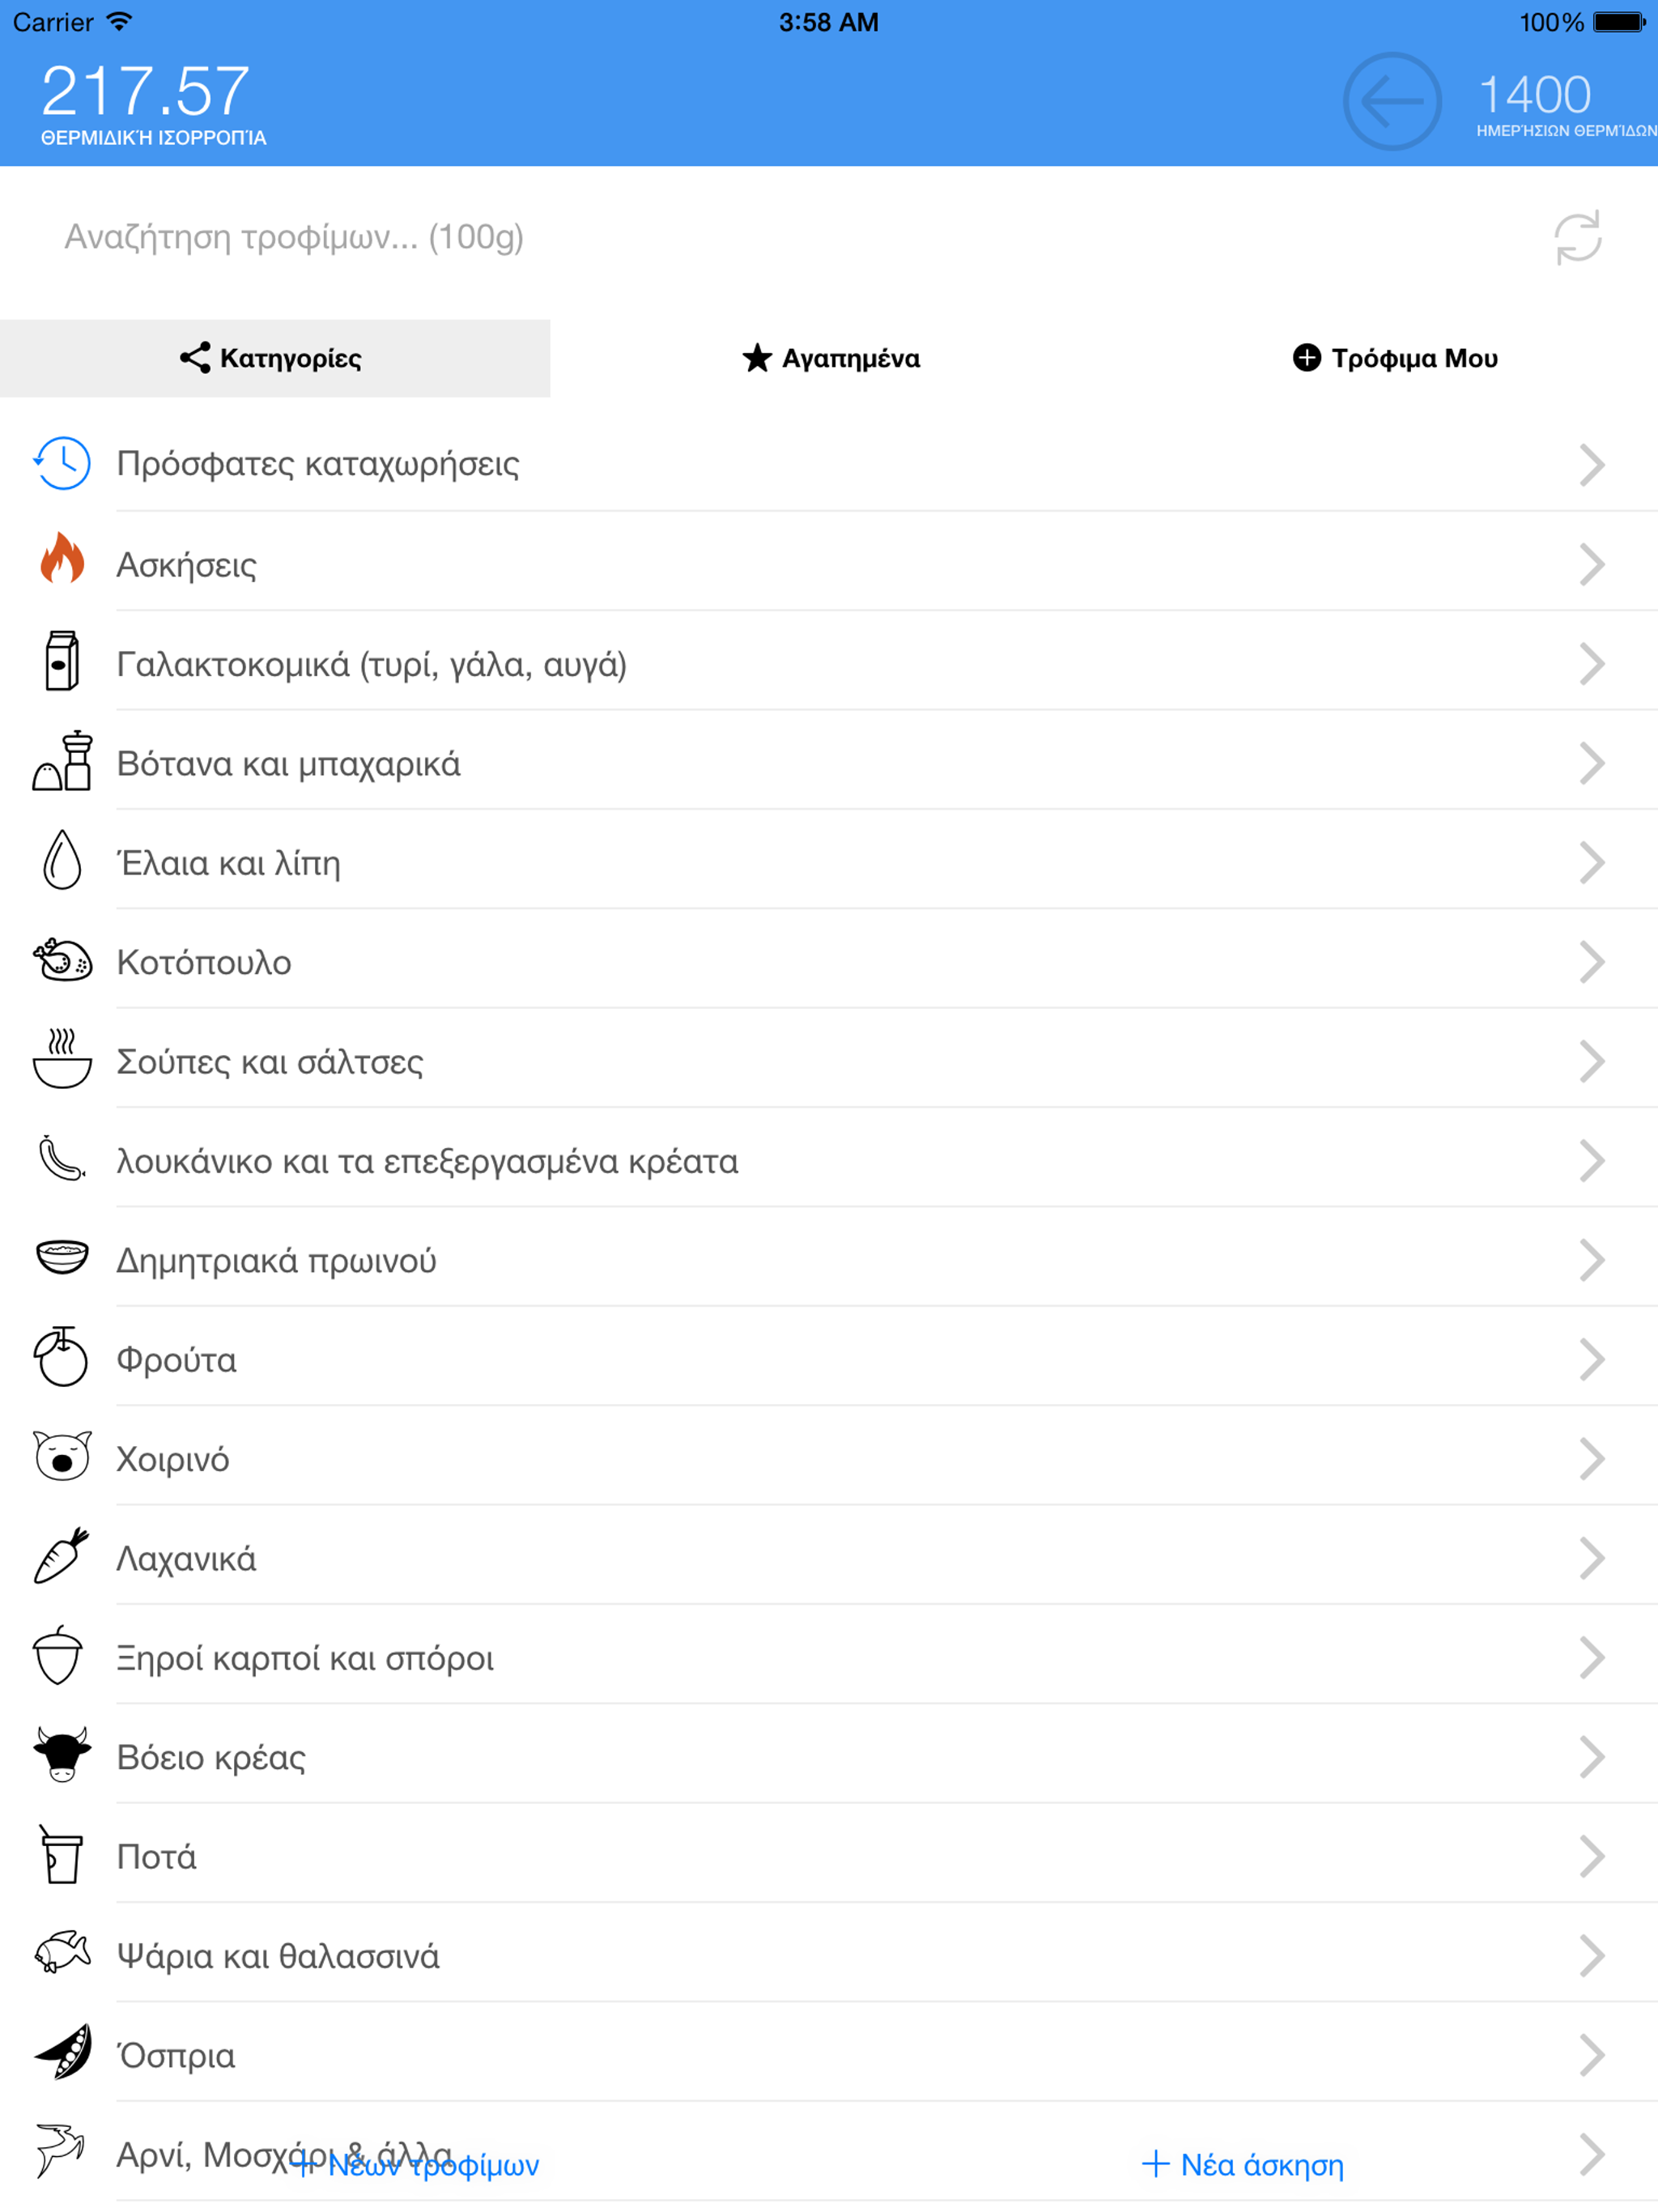 Carrier 3:58 AM 100%
217.57 1400
ΘΕΡΜΙΔΙΚΉ ΙΣΟΡΡΟΠΊΑ ΗΜΕΡΉΣΙΩΝ ΘΕΡΜΊΔΩΝ
Αναζήτηση τροφίμων... (100g)
Κατηγορίες Αγαπημένα Τρόφιμα Μου
Πρόσφατες καταχωρήσεις
Ασκήσεις
Γαλακτοκομικά (τυρί, γάλα, αυγά)
Βότανα και μπαχαρικά
Έλαια και λίπη
Κοτόπουλο
Σούπες και σάλτσες
λουκάνικο και τα επεξεργασμένα κρέατα
Δημητριακά πρωινού
Φρούτα
Χοιρινό
Λαχανικά
Ξηροί καρποί και σπόροι
Βόειο κρέας
Ποτά
Ψάρια και θαλασσινά
Όσπρια
Αρνί, Μοσχάρι & άλλα
+ Νέων τροφίμων + Νέα άσκηση